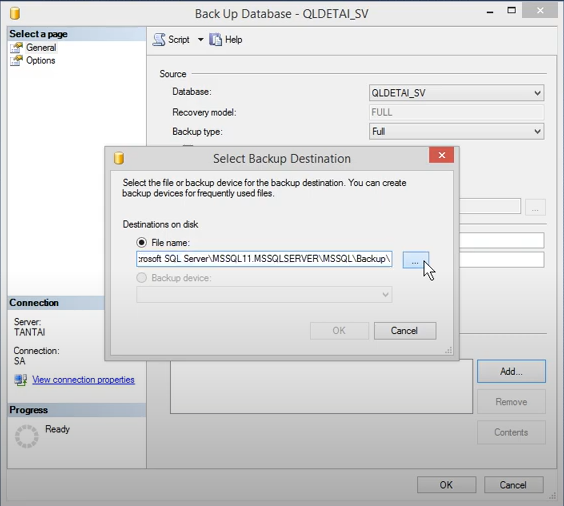 Back Up Database - QLDETAI_SV
Select a page
General
Options
Script
Help
Source
Database:
QLDETAI_SV
Recovery model:
FULL
Backup type:
Full
Select Backup Destination
Select the file or backup device for the backup destination. You can create
backup devices for frequently used files.
Destinations on disk
File name:
rosoft SQL Server\MSSQL11.MSSQLSERVER\MSSQL\Backup\
...
Backup device:
OK
Cancel
...
Connection
Server:
TANTAI
Connection:
SA
View connection properties
Progress
Ready
Add...
Remove
Contents
OK
Cancel